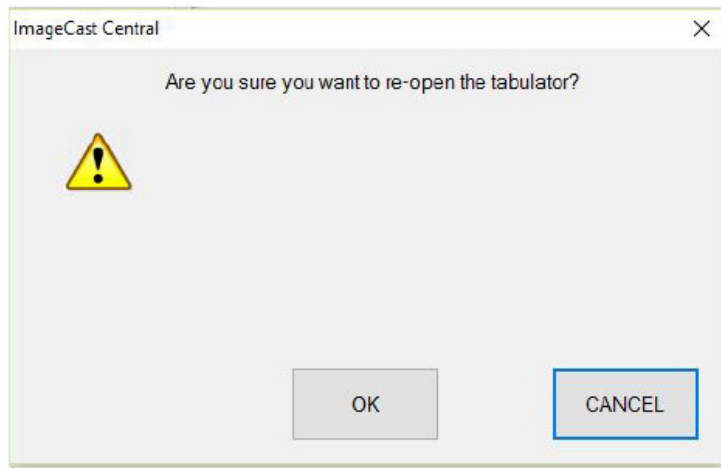 ImageCast Central
Are you sure you want to re-open the tabulator?
OK
CANCEL